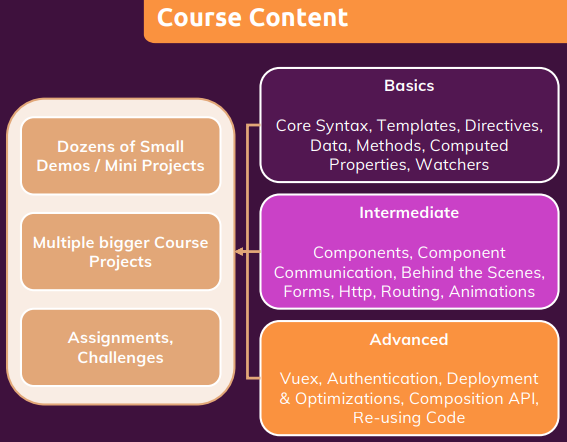 Course Content
Dozens of Small
Demos / Mini Projects
Multiple bigger Course
Projects
Assignments,
Challenges
Basics
Core Syntax, Templates, Directives,
Data, Methods, Computed
Properties, Watchers
Intermediate
Components, Component
Communication, Behind the Scenes,
Forms, Http, Routing, Animations
Advanced
Vuex, Authentication, Deployment
& Optimizations, Composition API,
Re-using Code